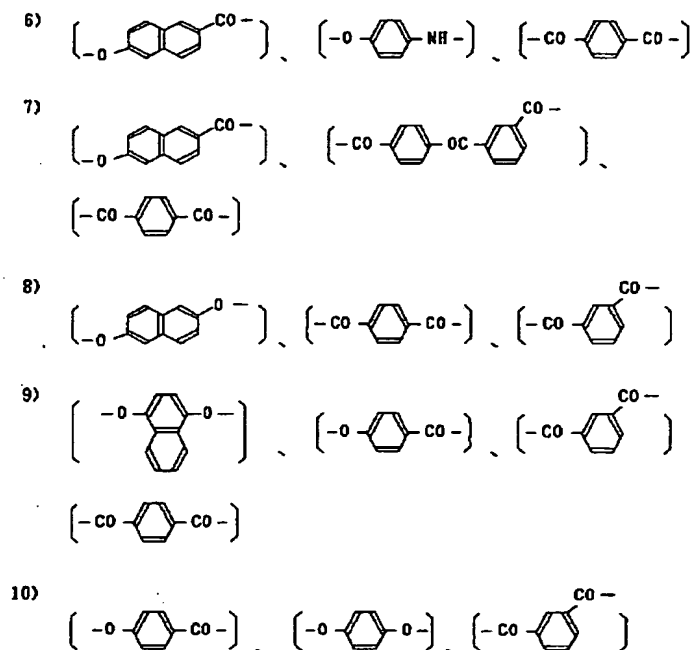 6)
CO –
–O
、
–O NH –
、
–CO CO –
7)
CO –
–O
、
CO –
–CO OC
、
–CO CO –
8)
O —
–O
、
–CO CO –
、
CO –
–CO
9)
–O O –
、
–O CO –
、
CO –
–CO
–CO CO –
10)
–O CO –
、
–O O –
、
CO –
–CO